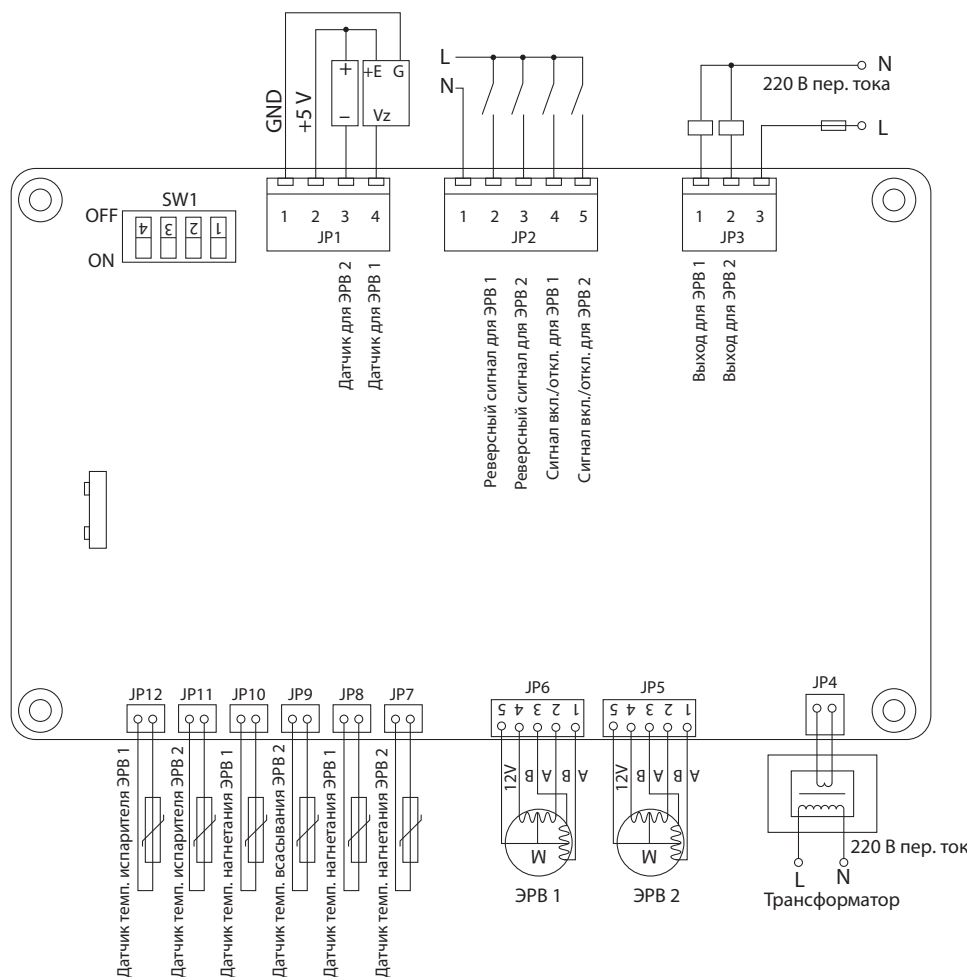 L
N
N
220 В пер. тока
L
GND
+5 V
+
−
+E G
Vz
SW1
OFF
ON
4 3 2 1
1 2 3 4
JP1
1 2 3 4 5
JP2
1 2 3
JP3
Датчик для ЭРВ 2
Датчик для ЭРВ 1
Реверсный сигнал для ЭРВ 1
Реверсный сигнал для ЭРВ 2
Сигнал вкл./откл. для ЭРВ 1
Сигнал вкл./откл. для ЭРВ 2
Выход для ЭРВ 1
Выход для ЭРВ 2
JP12
JP11
JP10
JP9
JP8
JP7
JP6
JP5
JP4
5 4 3 2 1
5 4 3 2 1
12V B A B A
12V B A B A
M
M
ЭРВ 1
ЭРВ 2
Датчик темп. испарителя ЭРВ 1
Датчик темп. испарителя ЭРВ 2
Датчик темп. нагнетания ЭРВ 1
Датчик темп. всасывания ЭРВ 2
Датчик темп. нагнетания ЭРВ 1
Датчик темп. нагнетания ЭРВ 2
220 В пер. ток
L N
Трансформатор